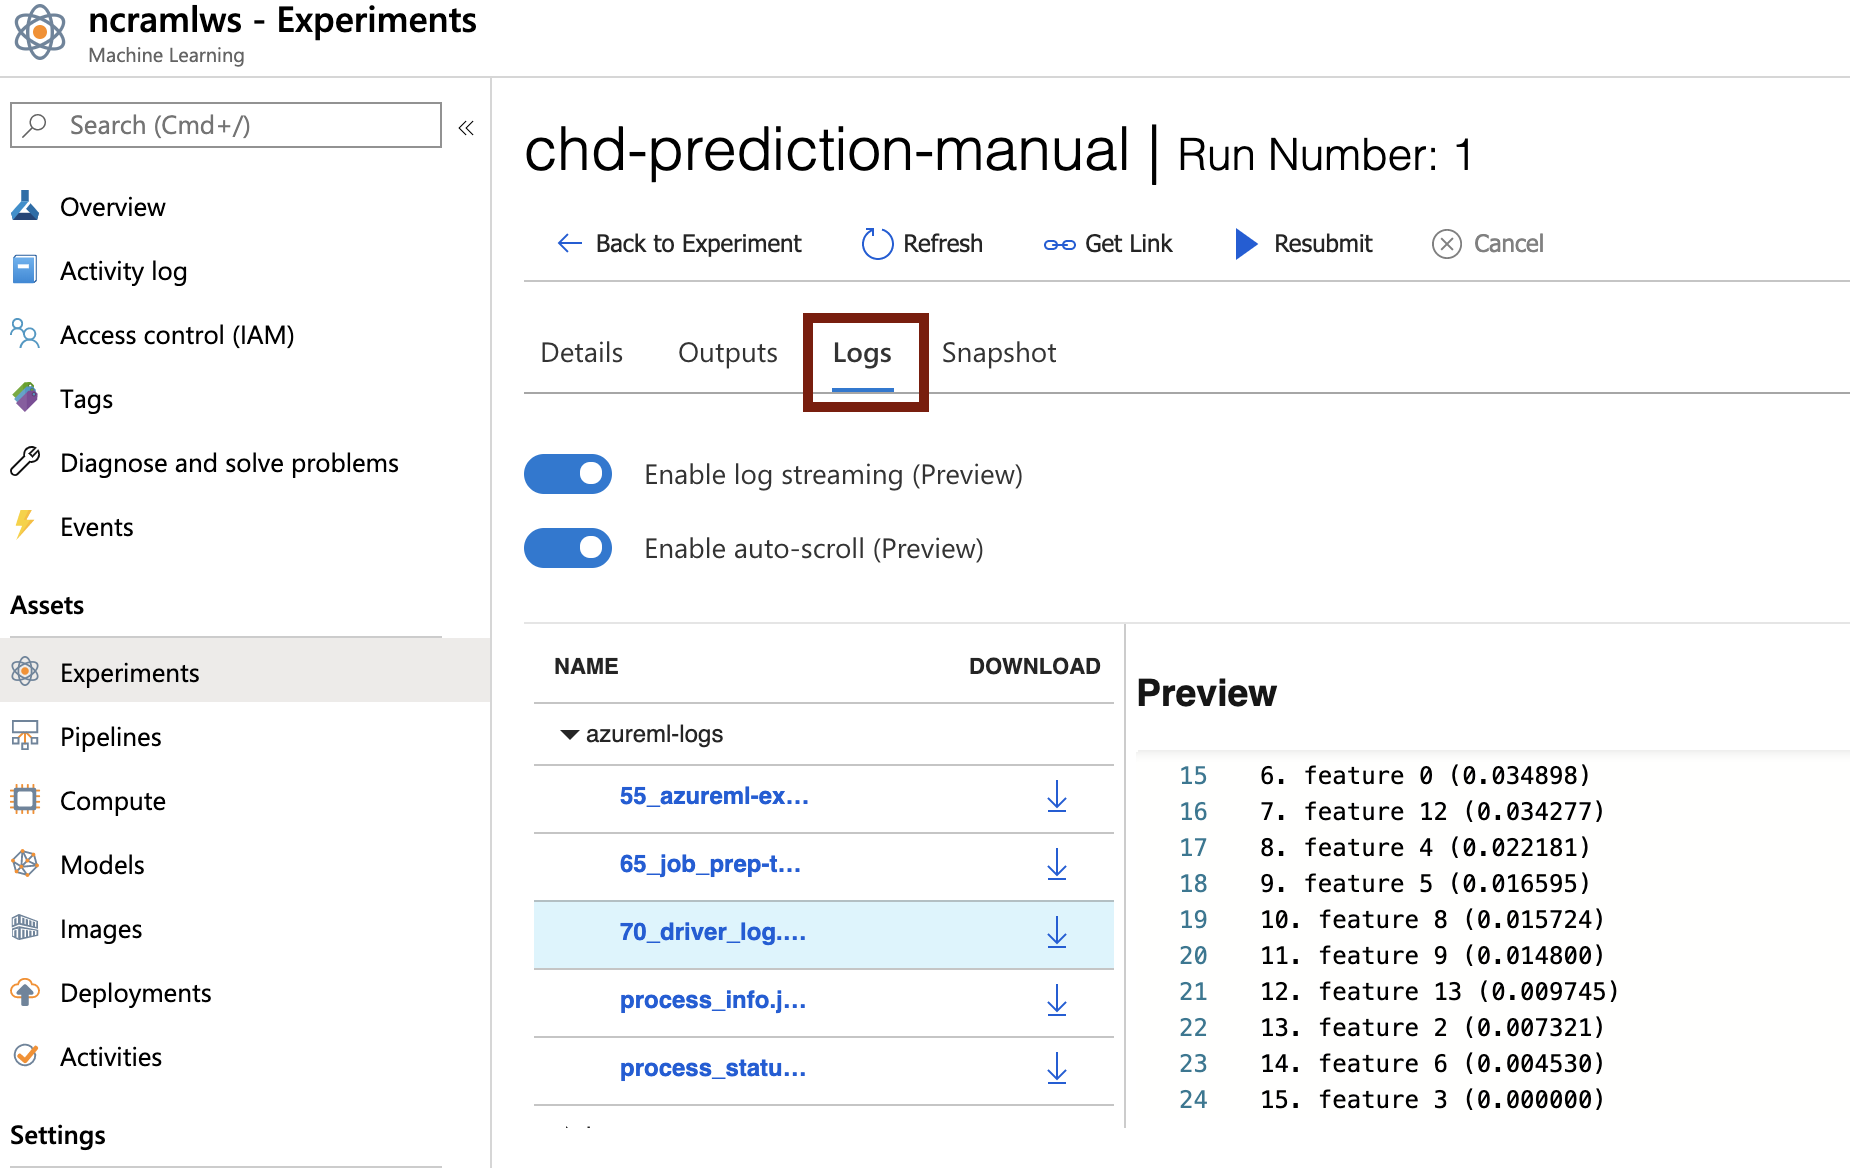 ncramlws - Experiments
Machine Learning
Search (Cmd+/)
«
Overview
Activity log
Access control (IAM)
Tags
Diagnose and solve problems
Events
Assets
Experiments
Pipelines
Compute
Models
Images
Deployments
Activities
Settings
chd-prediction-manual | Run Number: 1
Back to Experiment Refresh Get Link Resubmit Cancel
Details Outputs Logs Snapshot
Enable log streaming (Preview)
Enable auto-scroll (Preview)
NAME DOWNLOAD
azureml-logs
55_azureml-ex...
65_job_prep-t...
70_driver_log....
process_info.j...
process_statu...
Preview
15 6. feature 0 (0.034898)
16 7. feature 12 (0.034277)
17 8. feature 4 (0.022181)
18 9. feature 5 (0.016595)
19 10. feature 8 (0.015724)
20 11. feature 9 (0.014800)
21 12. feature 13 (0.009745)
22 13. feature 2 (0.007321)
23 14. feature 6 (0.004530)
24 15. feature 3 (0.000000)